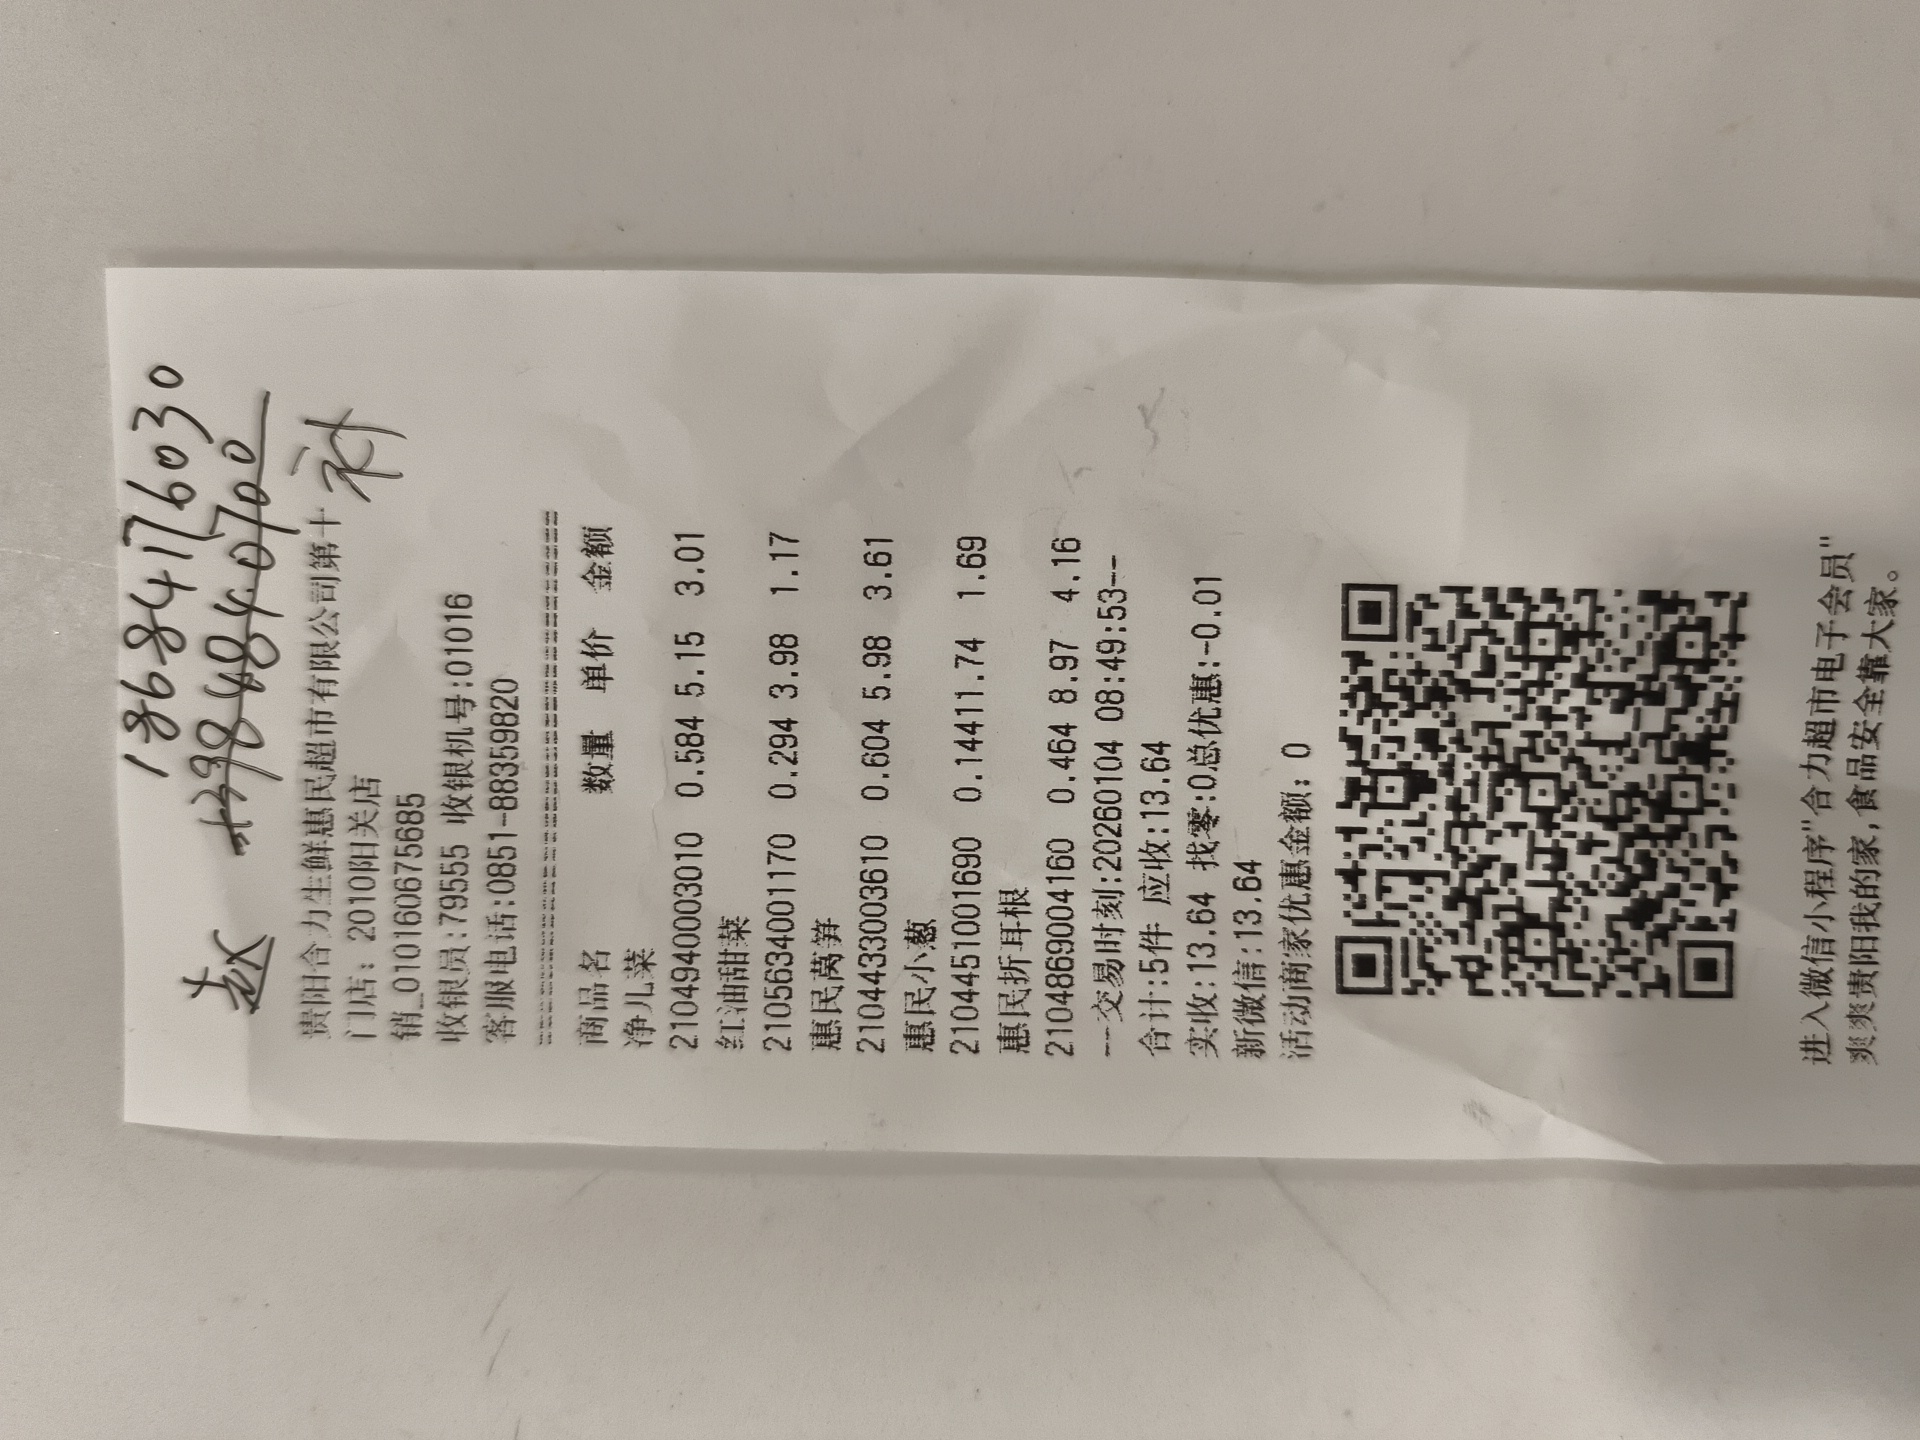 18684117603０
赵
补
贵阳合力生鲜惠民超市有限公司第十
门店: 2010阳关店
销_0101606756​85
收银员:79555 收银机号:01016
客服电话:0851-88359820
================================
商品名 数量 单价 金额
净儿菜
2104940003010 0.584 5.15 3.01
红油甜菜
2105634001170 0.294 3.98 1.17
惠民莴笋
2104433003610 0.604 5.98 3.61
惠民小葱
2104451001690 0.14411.74 1.69
惠民折耳根
2104869004160 0.464 8.97 4.16
--交易时刻:20260104 08:49:53--
合计:5件 应收:13.64
实收:13.64 找零:0总优惠:-0.01
新微信:13.64
活动商家优惠金额: 0
进入微信小程序"合力超市电子会员"
爽爽贵阳我的家,食品安全靠大家。